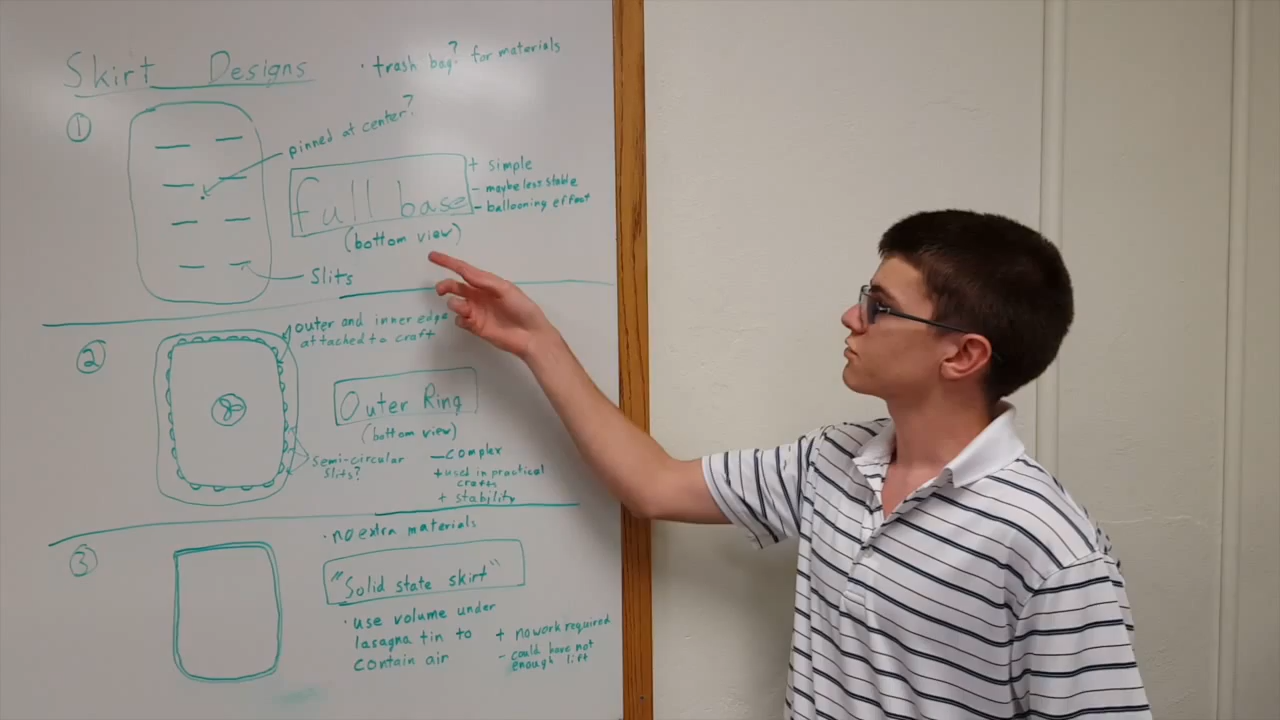 Skirt Designs
· trash bag? for materials
①
pinned at center?
full base
(bottom view)
+ simple
- maybe less stable
- ballooning effect
Slits
②
outer and inner edge
attached to craft
Outer Ring
(bottom view)
semi-circular
slits?
- complex
+ used in practical
crafts
+ stability
③
· no extra materials
"Solid state skirt"
· use volume under
lasagna tin to
contain air
+ no work required
- could have not
enough lift